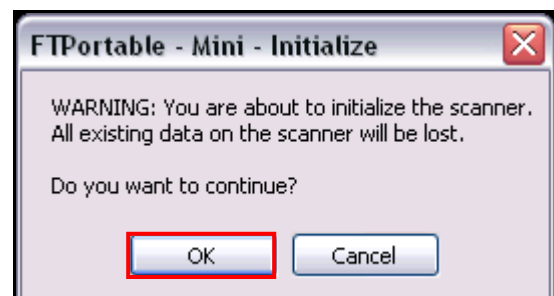 FTPortable - Mini - Initialize
WARNING: You are about to initialize the scanner.
All existing data on the scanner will be lost.
Do you want to continue?
OK Cancel